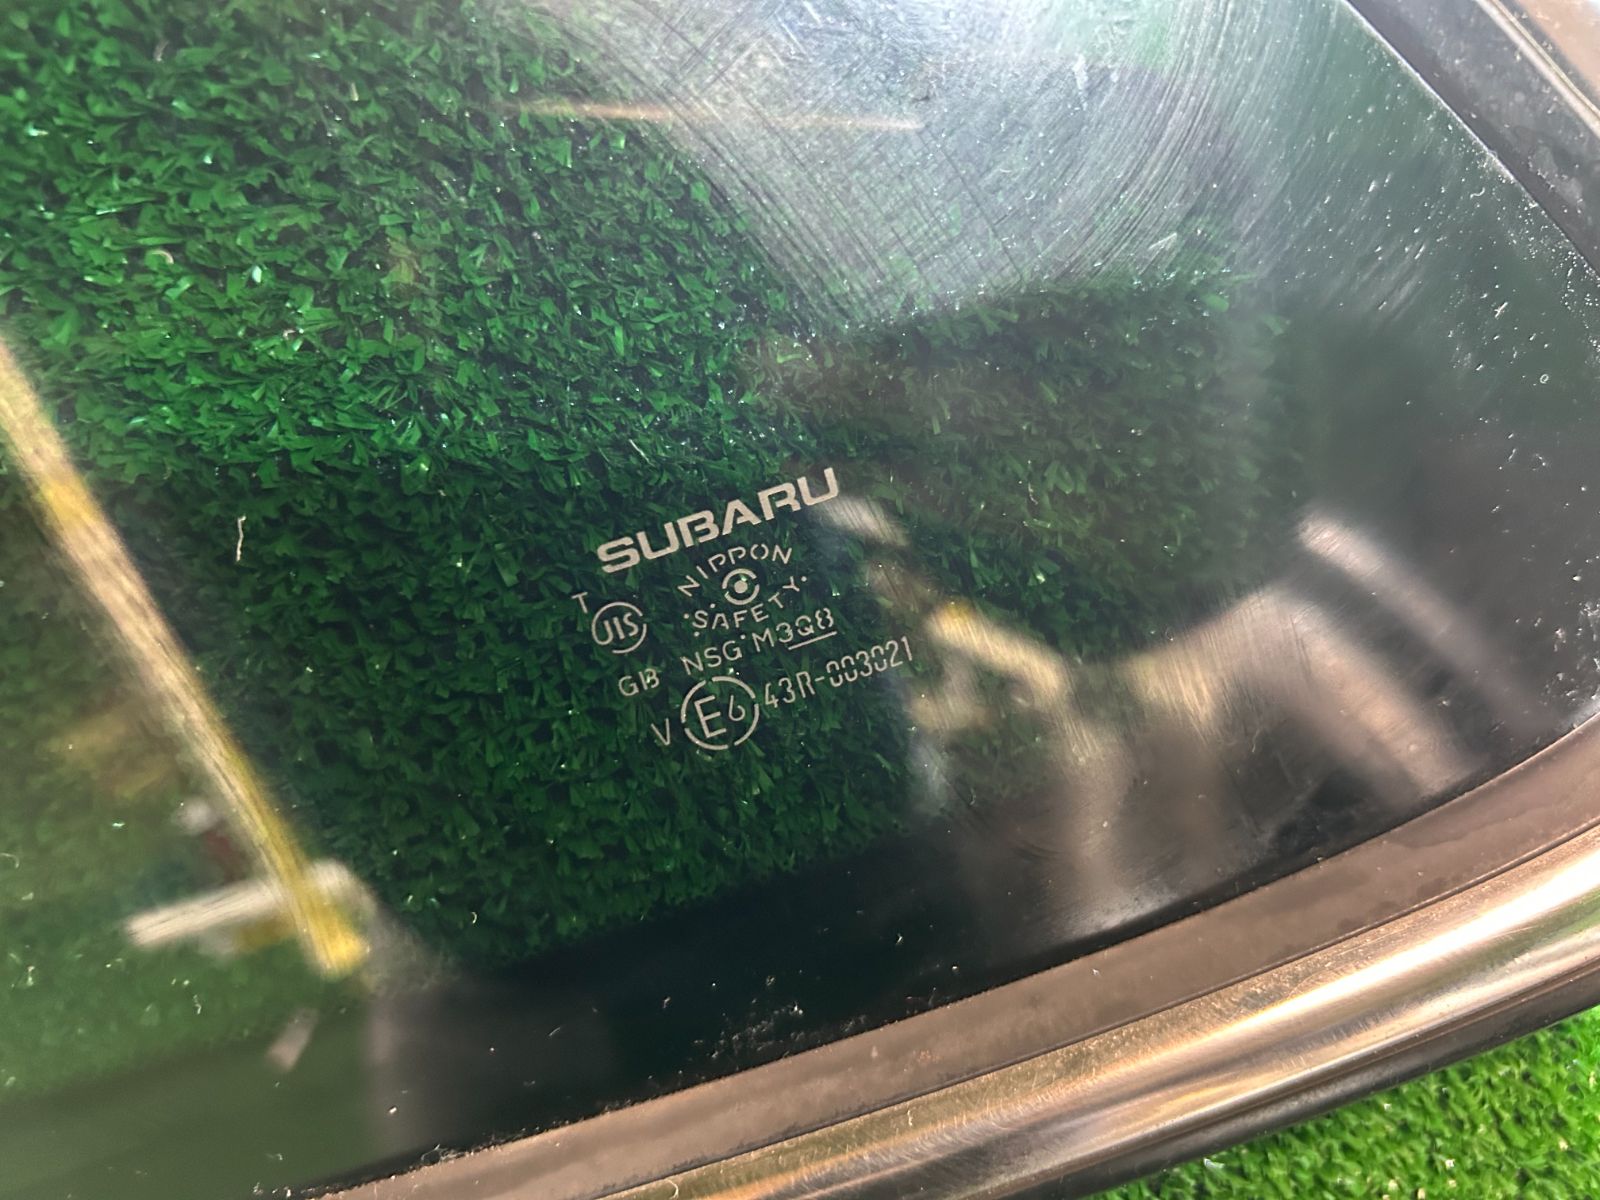 SUBARU
NIPPON
T JIS SAFETY
GB NSG M3Q8
V E6 43R-003021